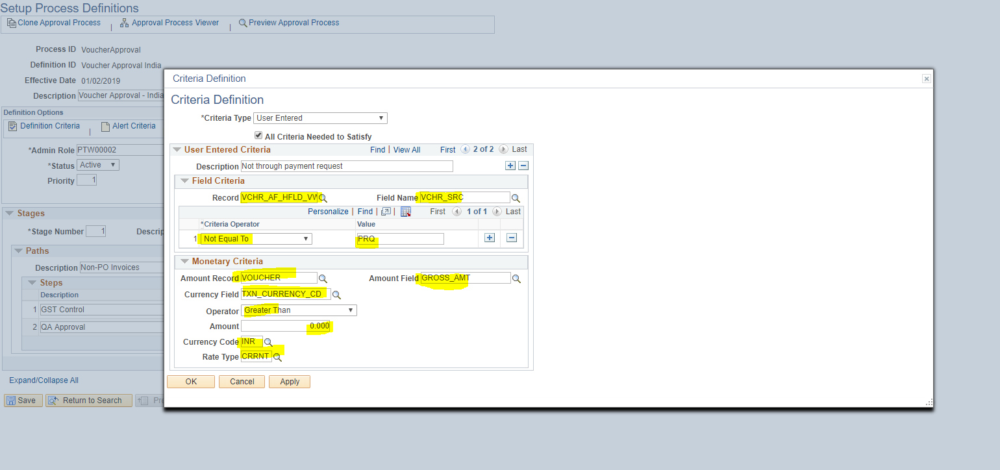 Setup Process Definitions
Clone Approval Process | Approval Process Viewer | Preview Approval Process
Process ID VoucherApproval
Definition ID Voucher Approval India
Effective Date 01/02/2019
Description Voucher Approval - India
Definition Options
Definition Criteria | Alert Criteria
*Admin Role PTW00002
*Status Active
Priority 1
Stages
*Stage Number 1
Paths
Description Non-PO Invoices
Steps
Description
1 GST Control
2 QA Approval
Expand/Collapse All
Save Return to Search
Criteria Definition
Criteria Definition
*Criteria Type User Entered
All Criteria Needed to Satisfy
User Entered Criteria Find | View All First 2 of 2 Last
Description Not through payment request
Field Criteria
Record VCHR_AF_HFLD_VW Field Name VCHR_SRC
Personalize | Find | First 1 of 1 Last
*Criteria Operator Value
1 Not Equal To PRQ
Monetary Criteria
Amount Record VOUCHER Amount Field GROSS_AMT
Currency Field TXN_CURRENCY_CD
Operator Greater Than
Amount 0.000
Currency Code INR
Rate Type CRRNT
OK Cancel Apply